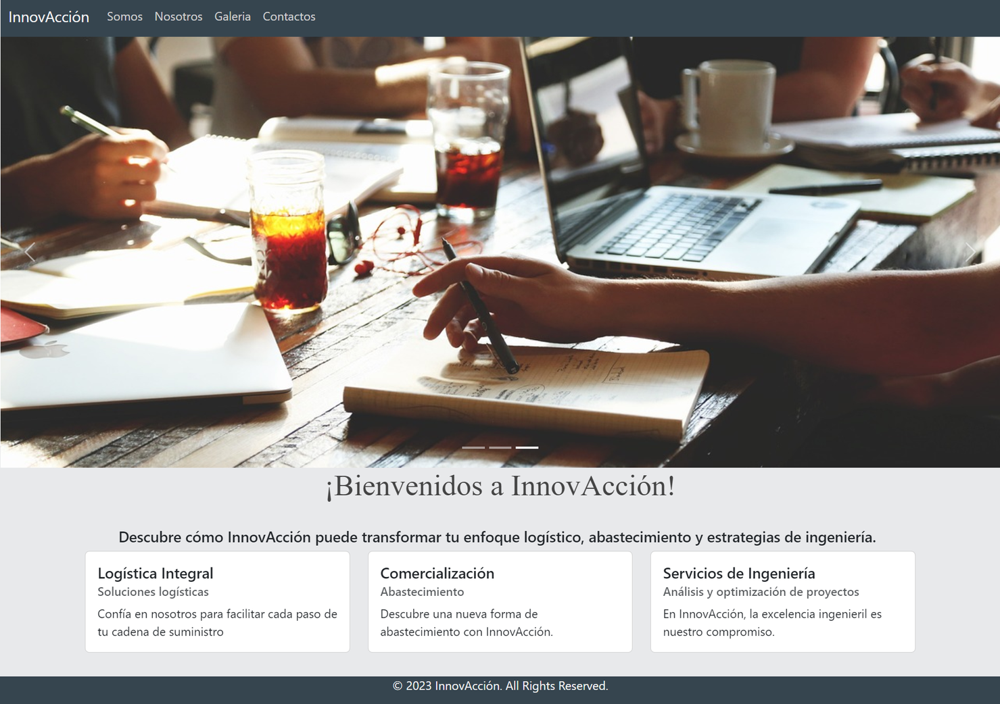 InnovAcción Somos Nosotros Galeria Contactos
¡Bienvenidos a InnovAcción!
Descubre cómo InnovAcción puede transformar tu enfoque logístico, abastecimiento y estrategias de ingeniería.
Logística Integral
Soluciones logísticas
Confía en nosotros para facilitar cada paso de
tu cadena de suministro
Comercialización
Abastecimiento
Descubre una nueva forma de
abastecimiento con InnovAcción.
Servicios de Ingeniería
Análisis y optimización de proyectos
En InnovAcción, la excelencia ingenieril es
nuestro compromiso.
© 2023 InnovAcción. All Rights Reserved.